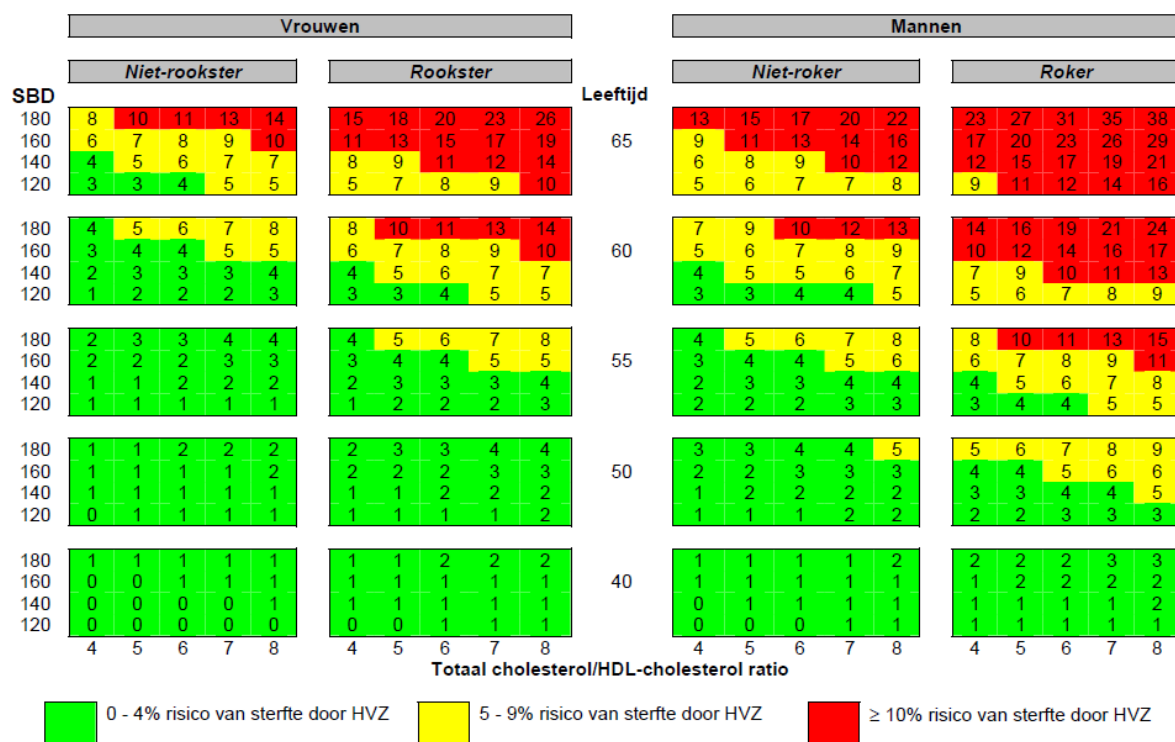 Vrouwen Mannen
Niet-rookster Rookster Niet-roker Roker
SBD Leeftijd
180 8 10 11 13 14 15 18 20 23 26 13 15 17 20 22 23 27 31 35 38
160 6 7 8 9 10 11 13 15 17 19 65 9 11 13 14 16 17 20 23 26 29
140 4 5 6 7 7 8 9 11 12 14 6 8 9 10 12 12 15 17 19 21
120 3 3 4 5 5 5 7 8 9 10 5 6 7 7 8 9 11 12 14 16
180 4 5 6 7 8 8 10 11 13 14 7 9 10 12 13 14 16 19 21 24
160 3 4 4 5 5 6 7 8 9 10 60 5 6 7 8 9 10 12 14 16 17
140 2 3 3 3 4 4 5 6 7 7 4 5 5 6 7 7 9 10 11 13
120 1 2 2 2 3 3 3 4 5 5 3 3 4 4 5 5 6 7 8 9
180 2 3 3 4 4 4 5 6 7 8 4 5 6 7 8 8 10 11 13 15
160 2 2 2 3 3 3 4 4 5 5 55 3 4 4 5 6 6 7 8 9 11
140 1 1 2 2 2 2 3 3 3 4 2 3 3 4 4 4 5 6 7 8
120 1 1 1 1 1 1 2 2 2 3 2 2 2 3 3 3 4 4 5 5
180 1 1 2 2 2 2 3 3 4 4 3 3 4 4 5 5 6 7 8 9
160 1 1 1 1 2 2 2 2 3 3 50 2 2 3 3 3 4 4 5 6 6
140 1 1 1 1 1 1 1 2 2 2 1 2 2 2 2 3 3 4 4 5
120 0 1 1 1 1 1 1 1 1 2 1 1 1 2 2 2 2 3 3 3
180 1 1 1 1 1 1 1 2 2 2 1 1 1 1 2 2 2 2 3 3
160 0 0 1 1 1 1 1 1 1 1 40 1 1 1 1 1 1 2 2 2 2
140 0 0 0 0 1 1 1 1 1 1 0 1 1 1 1 1 1 1 1 2
120 0 0 0 0 0 0 0 1 1 1 0 0 0 1 1 1 1 1 1 1
4 5 6 7 8 4 5 6 7 8 4 5 6 7 8 4 5 6 7 8
Totaal cholesterol/HDL-cholesterol ratio
0 - 4% risico van sterfte door HVZ 5 - 9% risico van sterfte door HVZ ≥ 10% risico van sterfte door HVZ